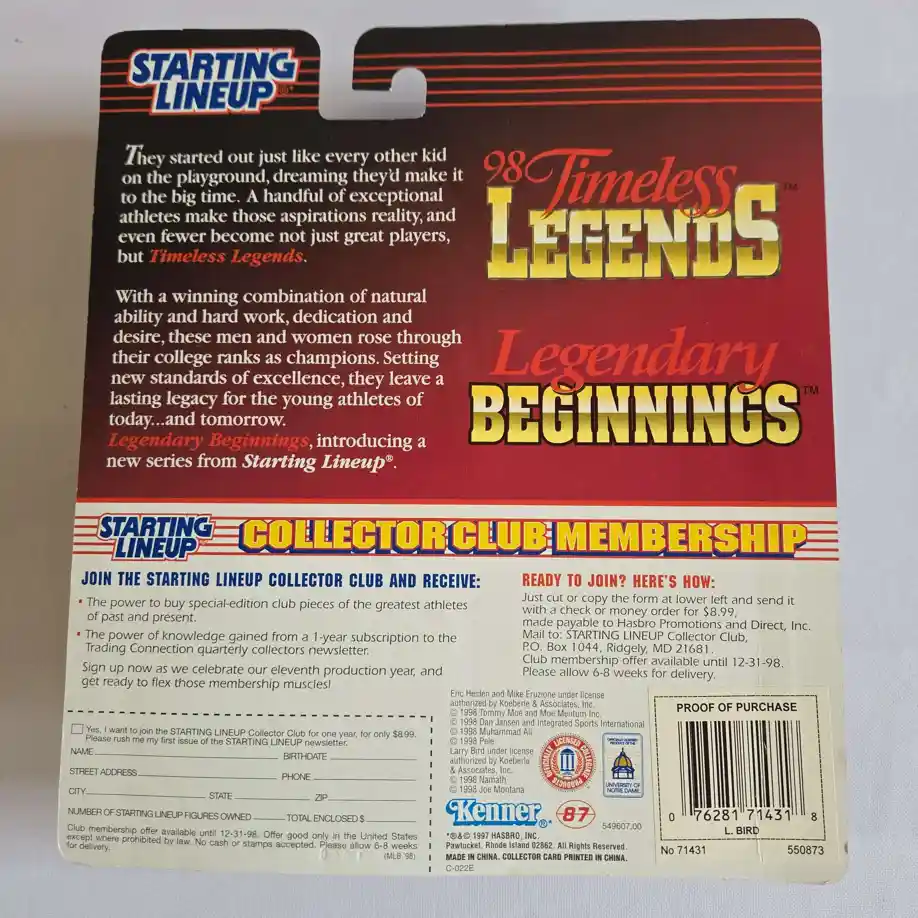 STARTING
LINEUP®
They started out just like every other kid
on the playground, dreaming they'd make it
to the big time. A handful of exceptional
athletes make those aspirations reality, and
even fewer become not just great players,
but Timeless Legends.
With a winning combination of natural
ability and hard work, dedication and
desire, these men and women rose through
their college ranks as champions. Setting
new standards of excellence, they leave a
lasting legacy for the young athletes of
today...and tomorrow.
Legendary Beginnings, introducing a
new series from Starting Lineup®.
98 Timeless
LEGENDS™
Legendary
BEGINNINGS™
STARTING
LINEUP®
COLLECTOR CLUB MEMBERSHIP
JOIN THE STARTING LINEUP COLLECTOR CLUB AND RECEIVE:
• The power to buy special-edition club pieces of the greatest athletes
of past and present.
• The power of knowledge gained from a 1-year subscription to the
Trading Connection quarterly collectors newsletter.
Sign up now as we celebrate our eleventh production year, and
get ready to flex those membership muscles!
READY TO JOIN? HERE'S HOW:
Just cut or copy the form at lower left and send it
with a check or money order for $8.99,
made payable to Hasbro Promotions and Direct, Inc.
Mail to: STARTING LINEUP Collector Club,
P.O. Box 1044, Ridgely, MD 21681.
Club membership offer available until 12-31-98.
Please allow 6-8 weeks for delivery.
Yes, I want to join the STARTING LINEUP Collector Club for one year, for only $8.99.
Please rush me my first issue of the STARTING LINEUP newsletter.
NAME BIRTHDATE
STREET ADDRESS PHONE
CITY STATE ZIP
NUMBER OF STARTING LINEUP FIGURES OWNED TOTAL ENCLOSED $
Club membership offer available until 12-31-98. Offer good only in the United States
except where prohibited by law. No cash or stamps accepted. Please allow 6-8 weeks
for delivery.
(MLB '98)
Eric Heiden and Mike Eruzione under license
authorized by Koeberle & Associates, Inc.
© 1998 Tommy Moe and Moe Mentum Inc.
© 1998 Dan Jansen and Integrated Sports International
© 1998 Muhammad Ali
© 1998 Pele
Larry Bird under license
authorized by Koeberle
& Associates, Inc.
© 1998 Namath
© 1998 Joe Montana
OFFICIALLY LICENSED COLLEGIATE PRODUCTS
UNIVERSITY OF
NOTRE DAME
Kenner®
87
549607.00
*®&© 1997 HASBRO, INC.
Pawtucket, Rhode Island 02862. All Rights Reserved.
MADE IN CHINA. COLLECTOR CARD PRINTED IN CHINA.
C-022E
PROOF OF PURCHASE
0 76281 71431 8
L. BIRD
No 71431 550873